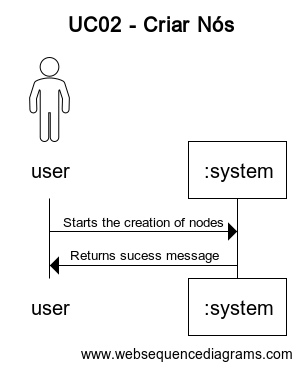 UC02 - Criar Nós
user
:system
Starts the creation of nodes
Returns sucess message
user
:system
www.websequencediagrams.com